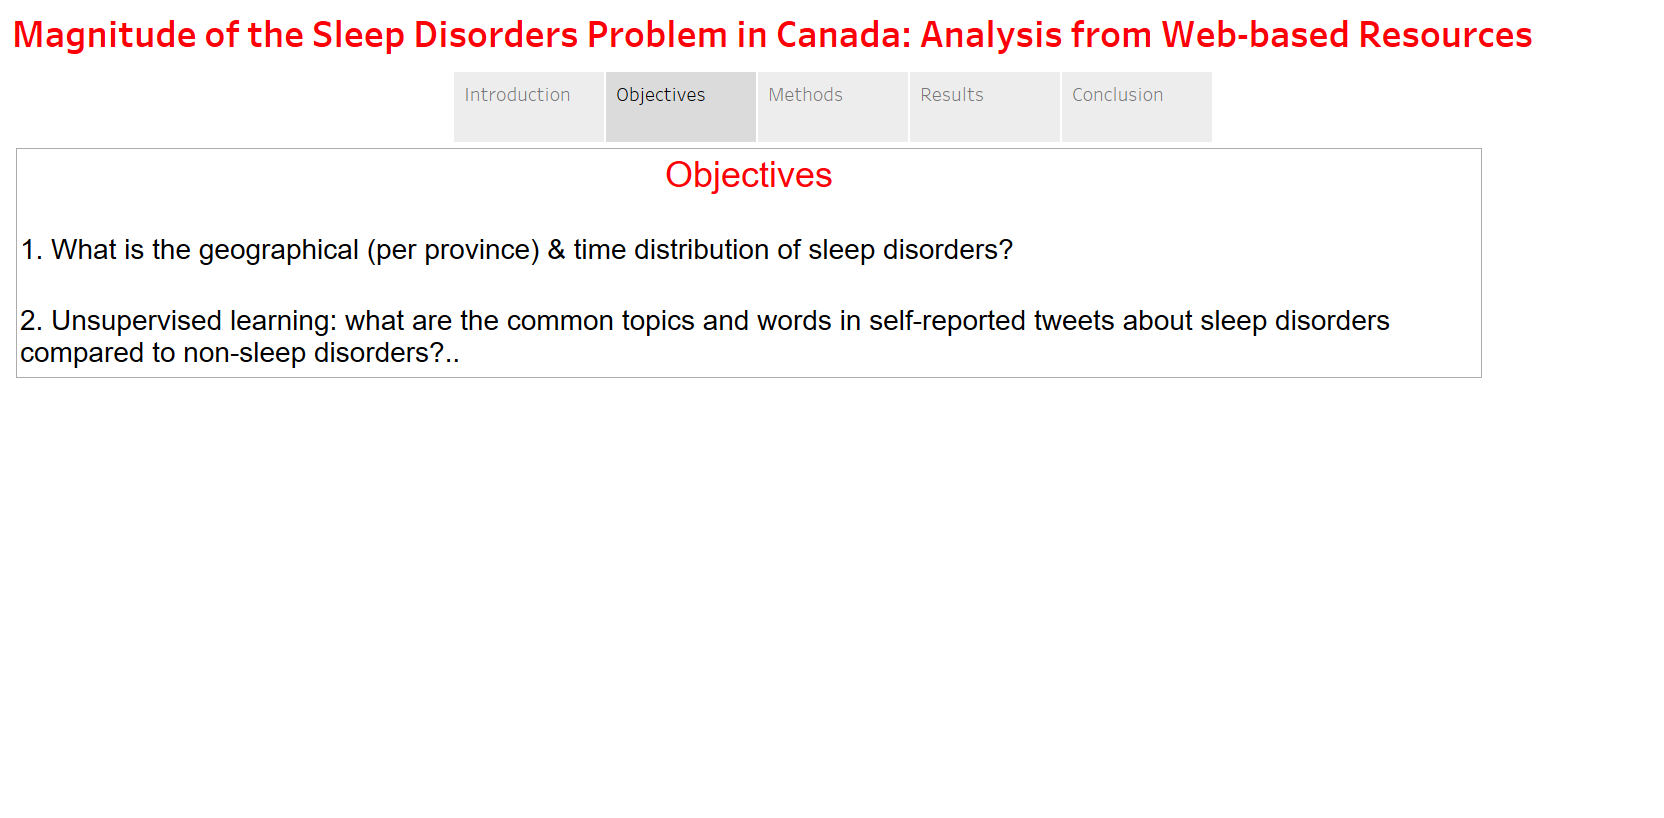 Magnitude of the Sleep Disorders Problem in Canada: Analysis from Web-based Resources
Introduction
Objectives
Methods
Results
Conclusion
Objectives
1. What is the geographical (per province) & time distribution of sleep disorders?
2. Unsupervised learning: what are the common topics and words in self-reported tweets about sleep disorders
compared to non-sleep disorders?..